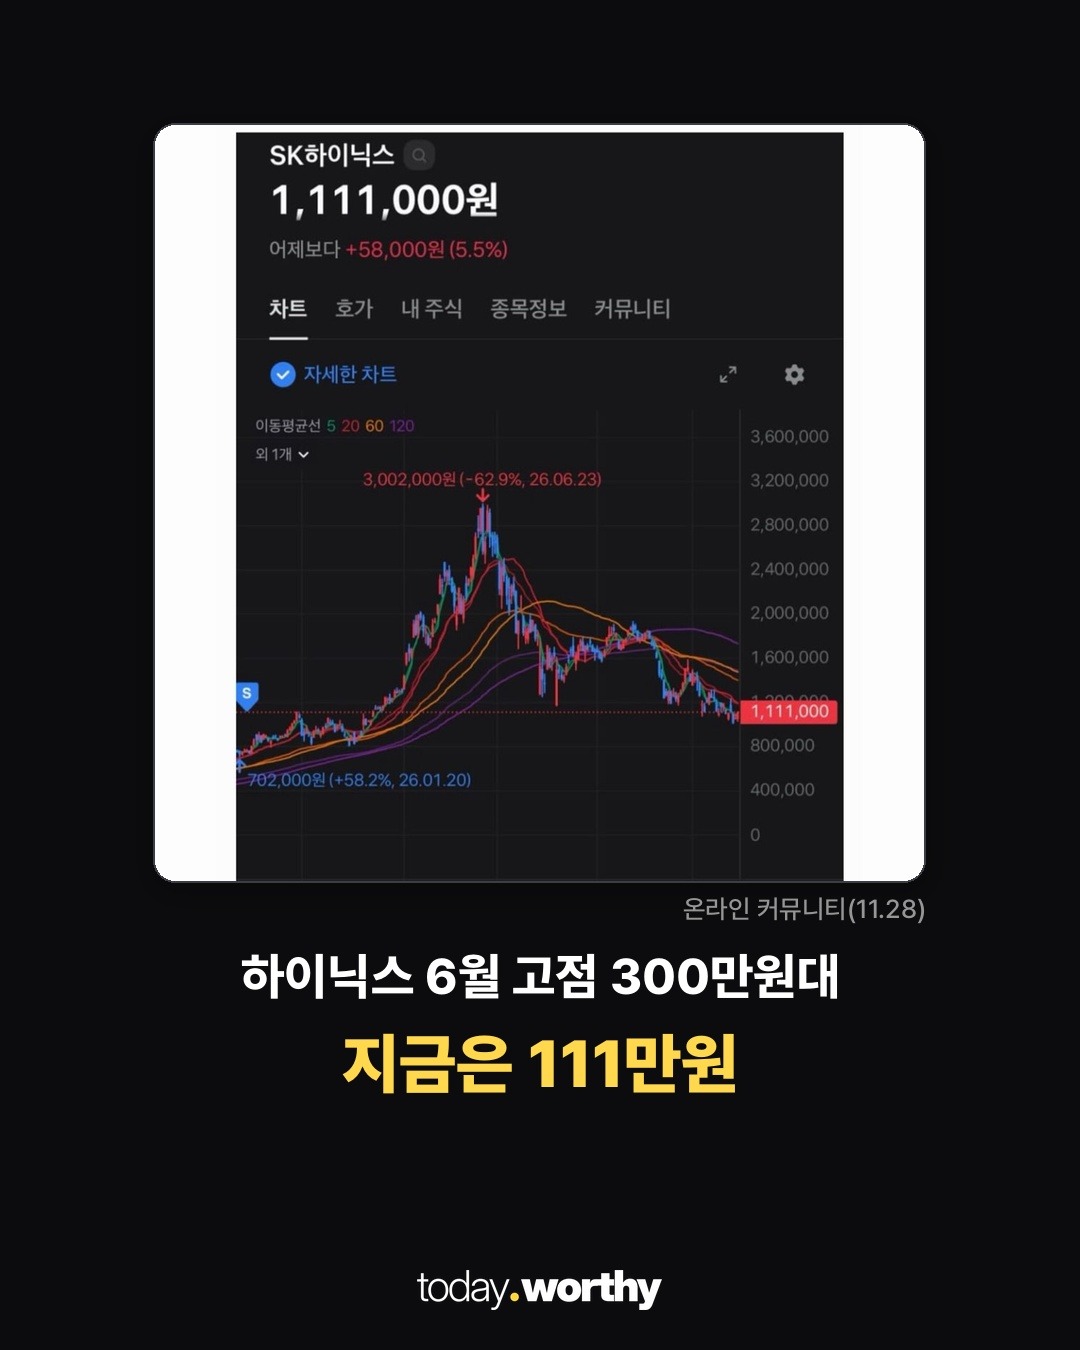 SK하이닉스
1,111,000원
어제보다 +58,000원 (5.5%)
차트 호가 내 주식 종목정보 커뮤니티
자세한 차트
이동평균선 5 20 60 120
외 1개
3,600,000
3,002,000원 (-62.9%, 26.06.23)
3,200,000
2,800,000
2,400,000
2,000,000
1,600,000
S
1,200,000
1,111,000
800,000
702,000원 (+58.2%, 26.01.20)
400,000
0
온라인 커뮤니티(11.28)
하이닉스 6월 고점 300만원대
지금은 111만원
today.worthy